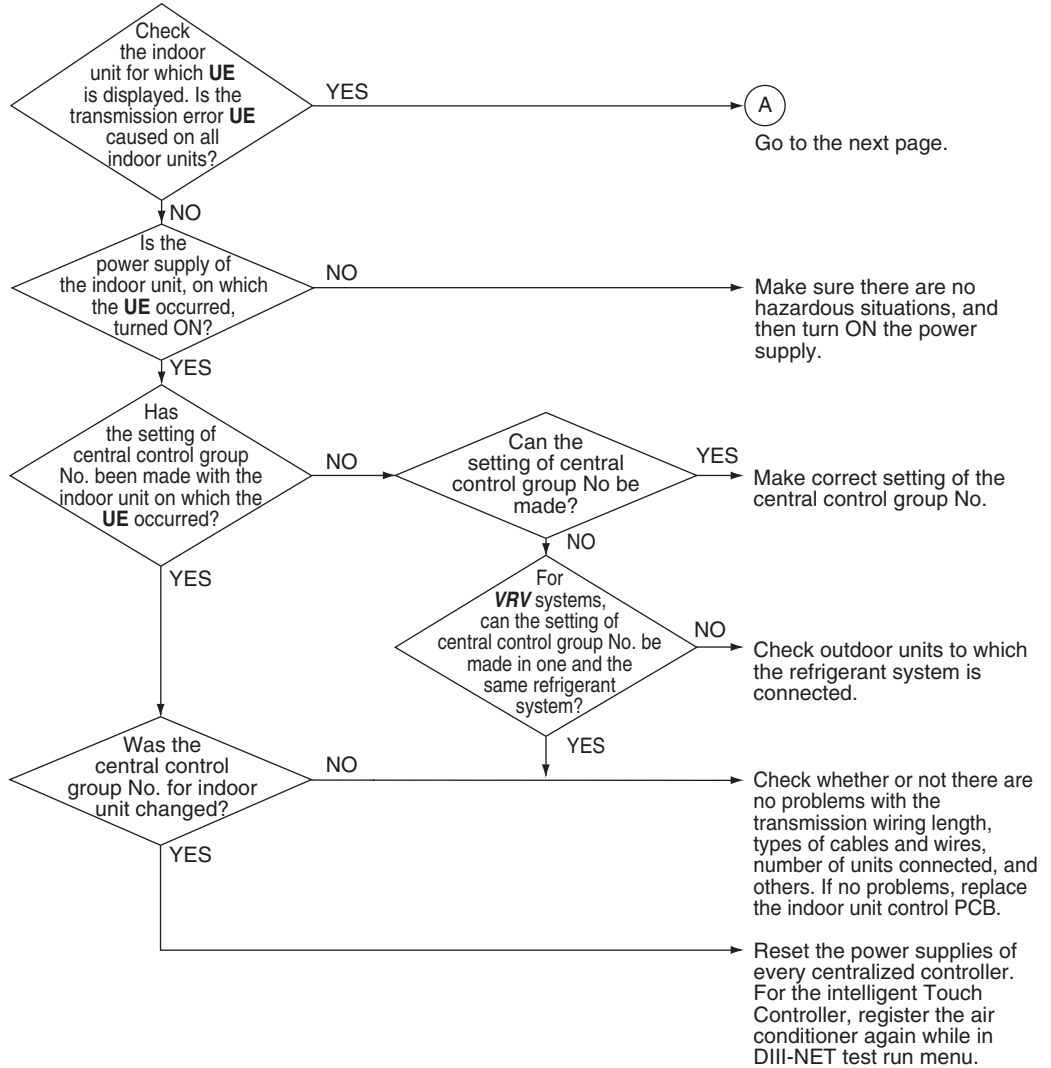 Check
the indoor
unit for which UE
is displayed. Is the
transmission error UE
caused on all
indoor units?
YES
A
Go to the next page.
NO
Is the
power supply of
the indoor unit, on which
the UE occurred,
turned ON?
NO
Make sure there are no
hazardous situations, and
then turn ON the power
supply.
YES
Has
the setting of
central control group
No. been made with the
indoor unit on which the
UE occurred?
NO
Can the
setting of central
control group No be
made?
YES
Make correct setting of the
central control group No.
NO
For
VRV systems,
can the setting of
central control group No. be
made in one and the
same refrigerant
system?
NO
Check outdoor units to which
the refrigerant system is
connected.
YES
YES
Was the
central control
group No. for indoor
unit changed?
NO
Check whether or not there are
no problems with the
transmission wiring length,
types of cables and wires,
number of units connected, and
others. If no problems, replace
the indoor unit control PCB.
YES
Reset the power supplies of
every centralized controller.
For the intelligent Touch
Controller, register the air
conditioner again while in
DIII-NET test run menu.